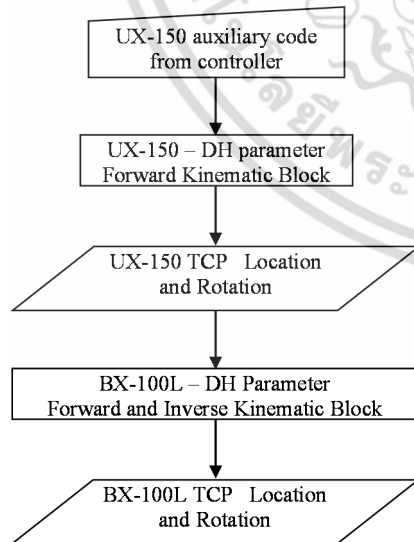 UX-150 auxiliary code
from controller
UX-150 – DH parameter
Forward Kinematic Block
UX-150 TCP Location
and Rotation
BX-100L – DH Parameter
Forward and Inverse Kinematic Block
BX-100L TCP Location
and Rotation